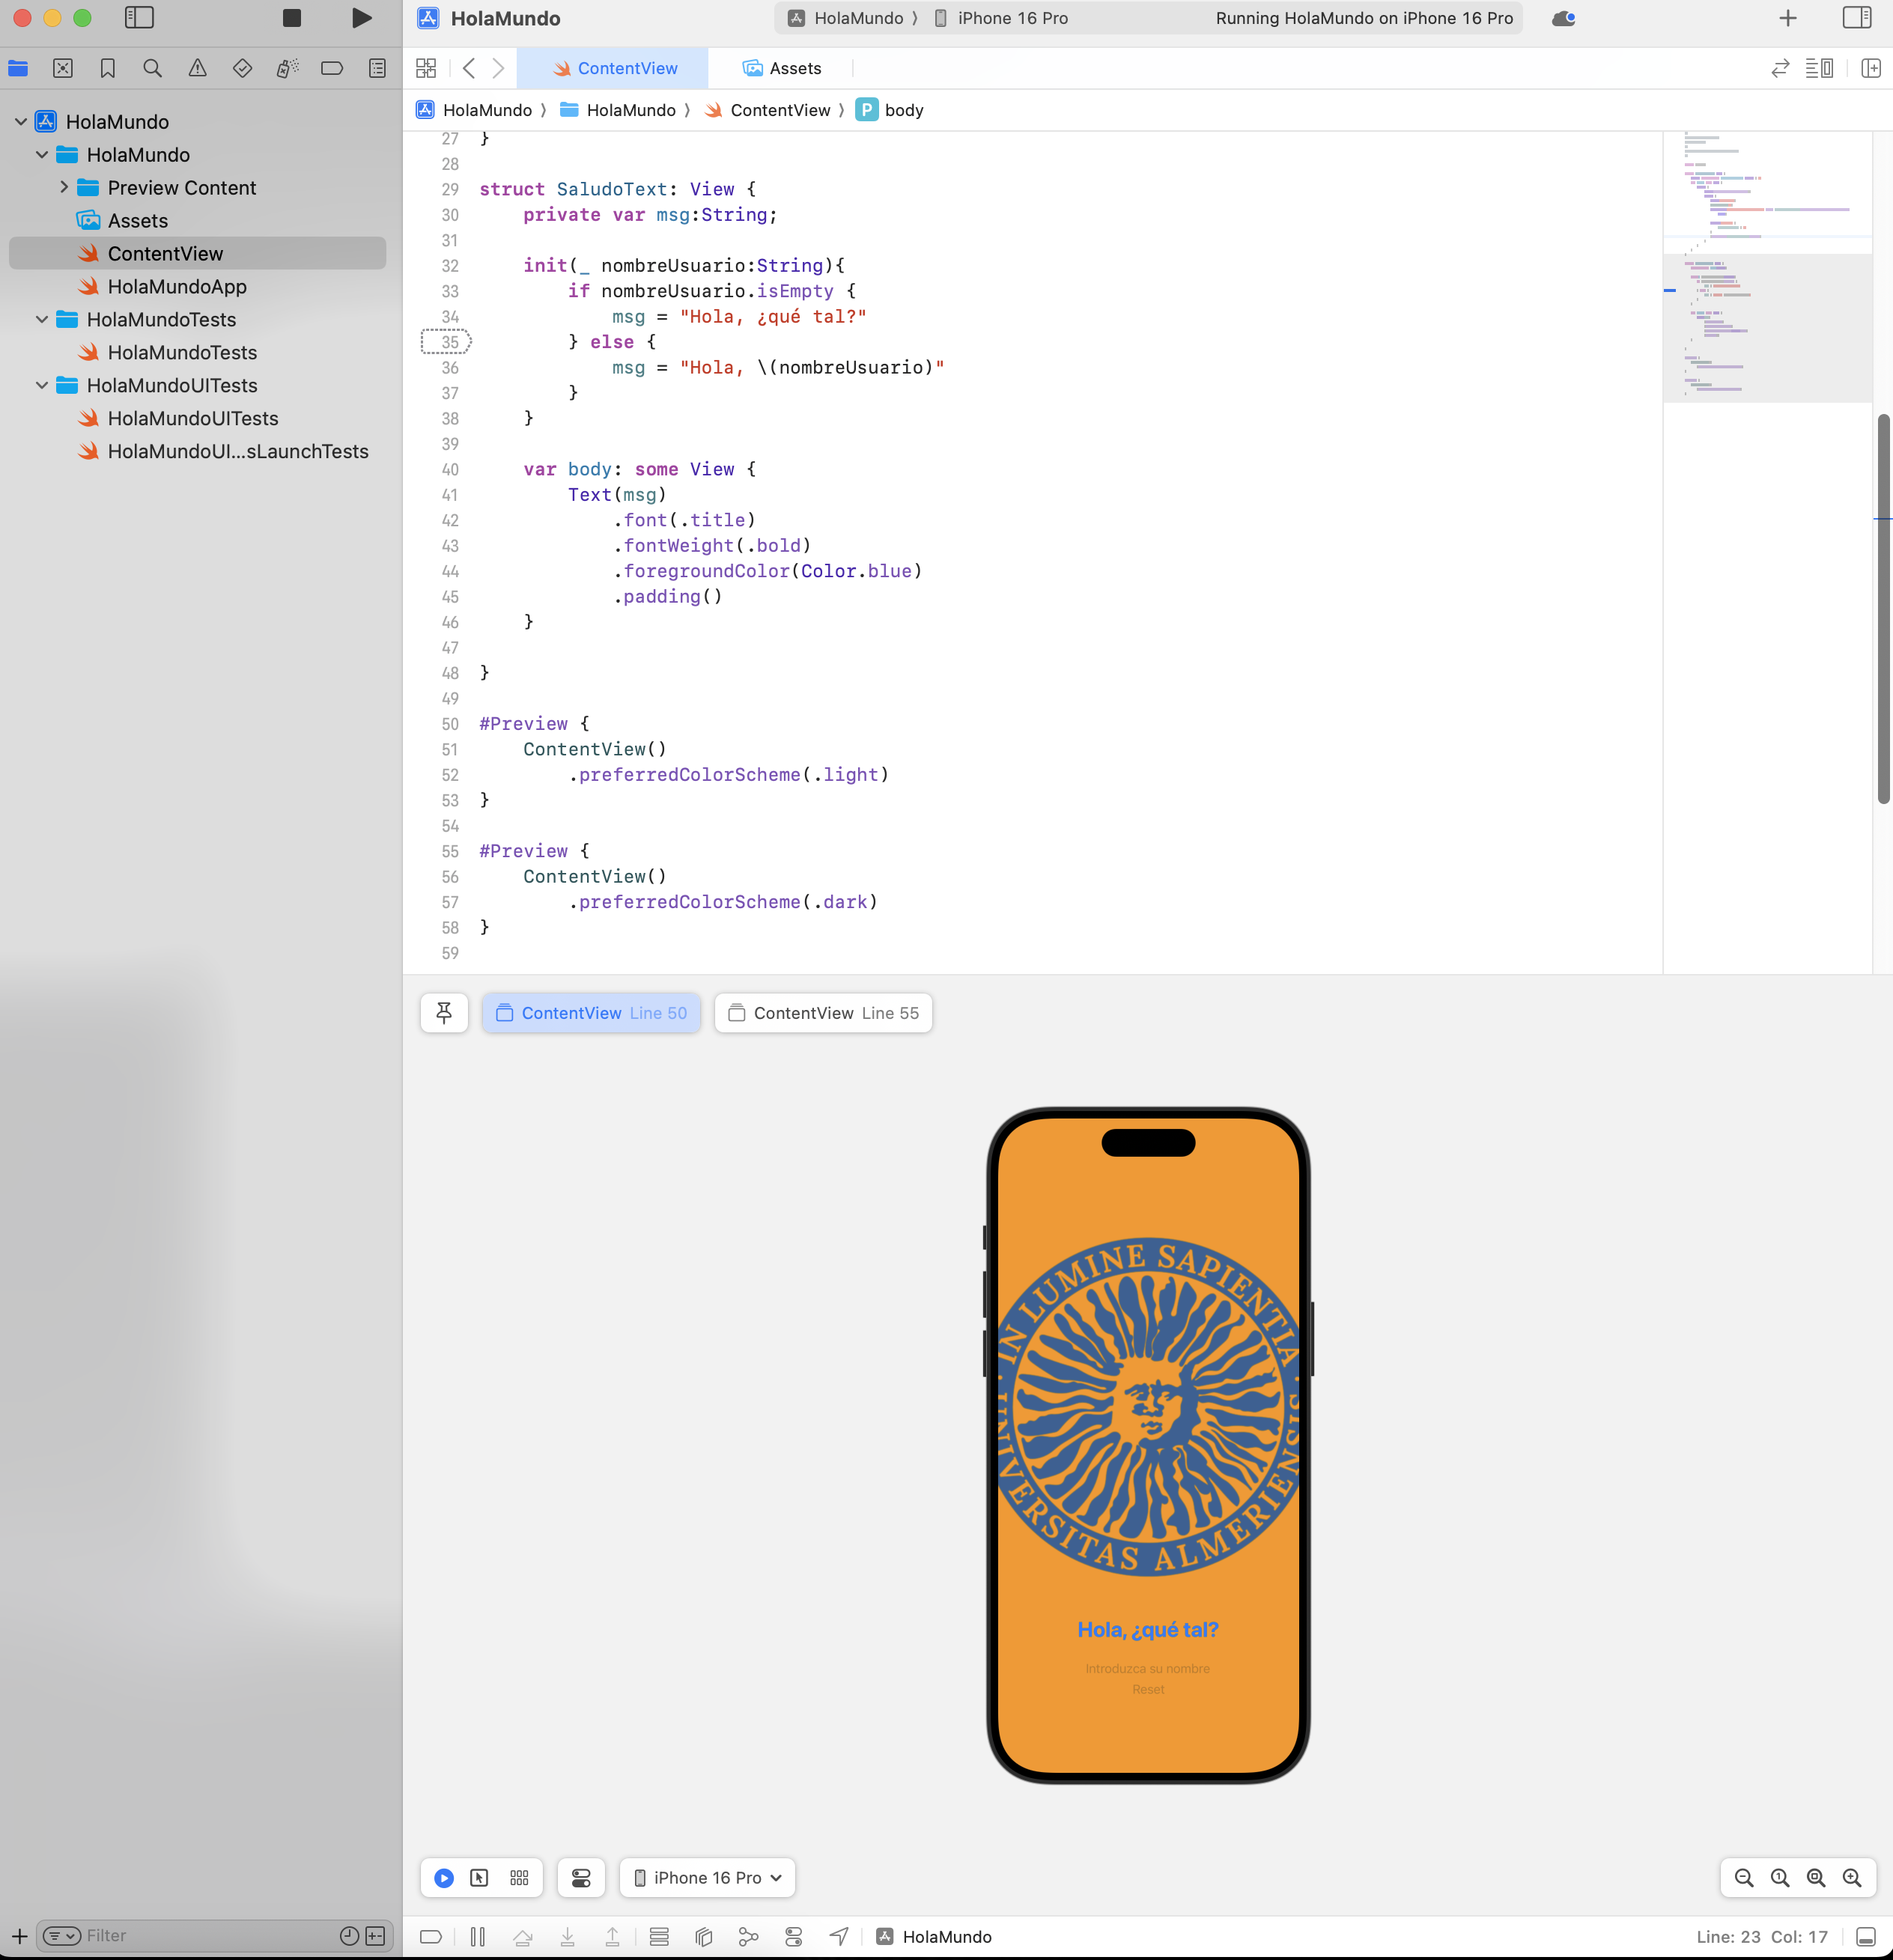 HolaMundo
HolaMundo
iPhone 16 Pro
Running HolaMundo on iPhone 16 Pro
ContentView
Assets
HolaMundo
HolaMundo
ContentView
P body
HolaMundo
HolaMundo
Preview Content
Assets
ContentView
HolaMundoApp
HolaMundoTests
HolaMundoTests
HolaMundoUITests
HolaMundoUITests
HolaMundoUI...sLaunchTests
27 }
28
29 struct SaludoText: View {
30 private var msg:String;
31
32 init(_ nombreUsuario:String){
33 if nombreUsuario.isEmpty {
34 msg = "Hola, ¿qué tal?"
35 } else {
36 msg = "Hola, \(nombreUsuario)"
37 }
38 }
39
40 var body: some View {
41 Text(msg)
42 .font(.title)
43 .fontWeight(.bold)
44 .foregroundColor(Color.blue)
45 .padding()
46 }
47
48 }
49
50 #Preview {
51 ContentView()
52 .preferredColorScheme(.light)
53 }
54
55 #Preview {
56 ContentView()
57 .preferredColorScheme(.dark)
58 }
59
ContentView Line 50
ContentView Line 55
IN LUMINE SAPIENTIA
VERSITAS ALMERIENS
Hola, ¿qué tal?
Introduzca su nombre
Reset
iPhone 16 Pro
Filter
HolaMundo
Line: 23 Col: 17